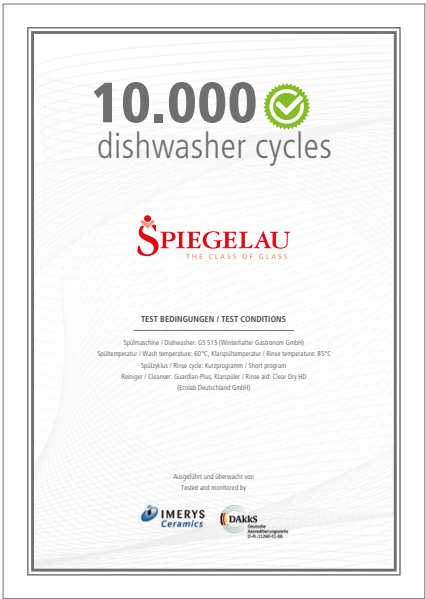 10.000
dishwasher cycles
SPIEGELAU
THE CLASS OF GLASS
TEST BEDINGUNGEN / TEST CONDITIONS
Spülmaschine / Dishwasher: GS 515 (Winterhalter Gastronom GmbH)
Spültemperatur / Wash temperature: 60°C, Klarspültemperatur / Rinse temperature: 85°C
Spülzyklus / Rinse cycle: Kurzprogramm / Short program
Reiniger / Cleanser: Guardian-Plus, Klarspüler / Rinse aid: Clear Dry HD
(Ecolab Deutschland GmbH)
Ausgeführt und überwacht von
Tested and monitored by
IMERYS
Ceramics
DAkkS
Deutsche
Akkreditierungsstelle
D-PL-11260-01-00